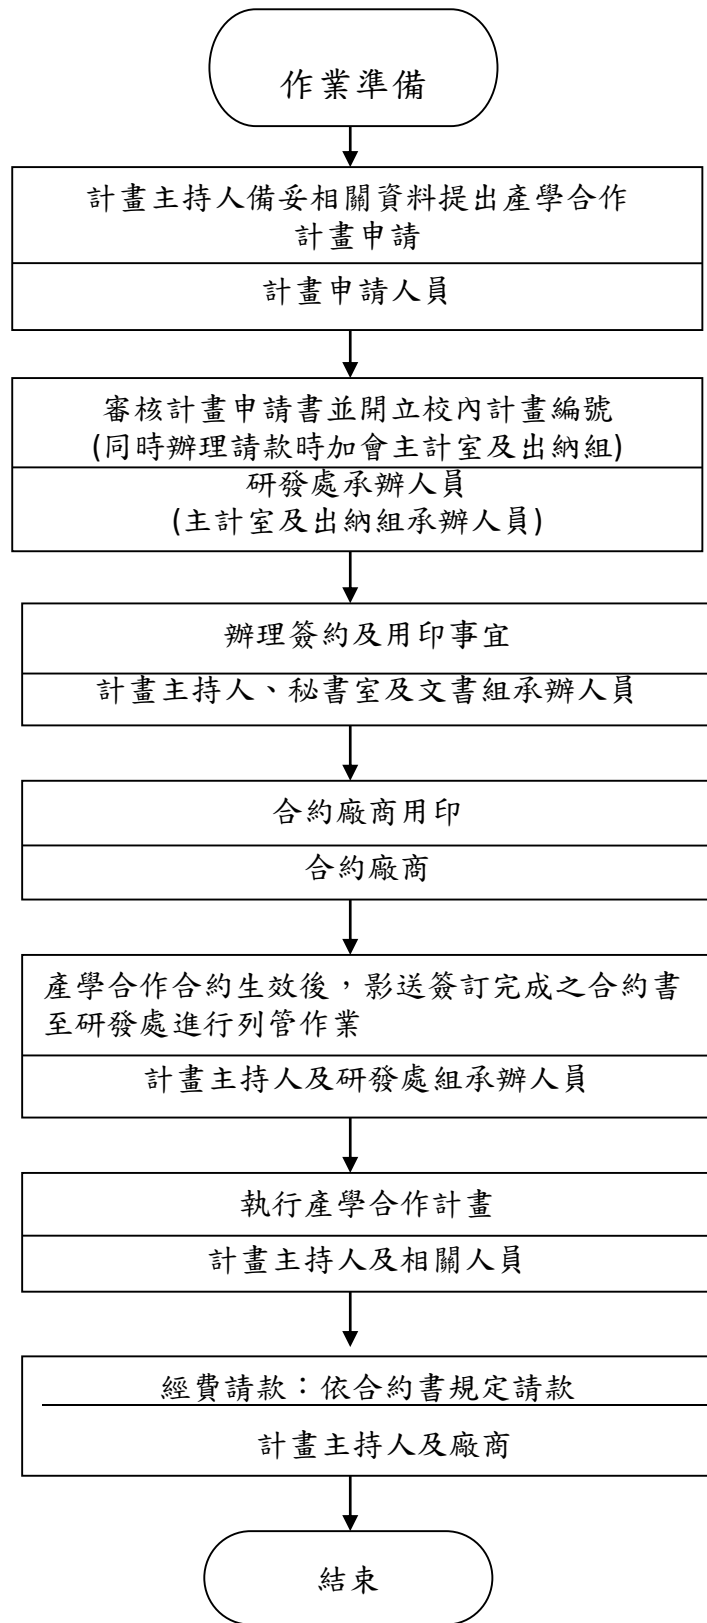 作業準備
計畫主持人備妥相關資料提出產學合作
計畫申請
計畫申請人員
審核計畫申請書並開立校內計畫編號
(同時辦理請款時加會主計室及出納組)
研發處承辦人員
(主計室及出納組承辦人員)
辦理簽約及用印事宜
計畫主持人、秘書室及文書組承辦人員
合約廠商用印
合約廠商
產學合作合約生效後，影送簽訂完成之合約書
至研發處進行列管作業
計畫主持人及研發處組承辦人員
執行產學合作計畫
計畫主持人及相關人員
經費請款：依合約書規定請款
計畫主持人及廠商
結束